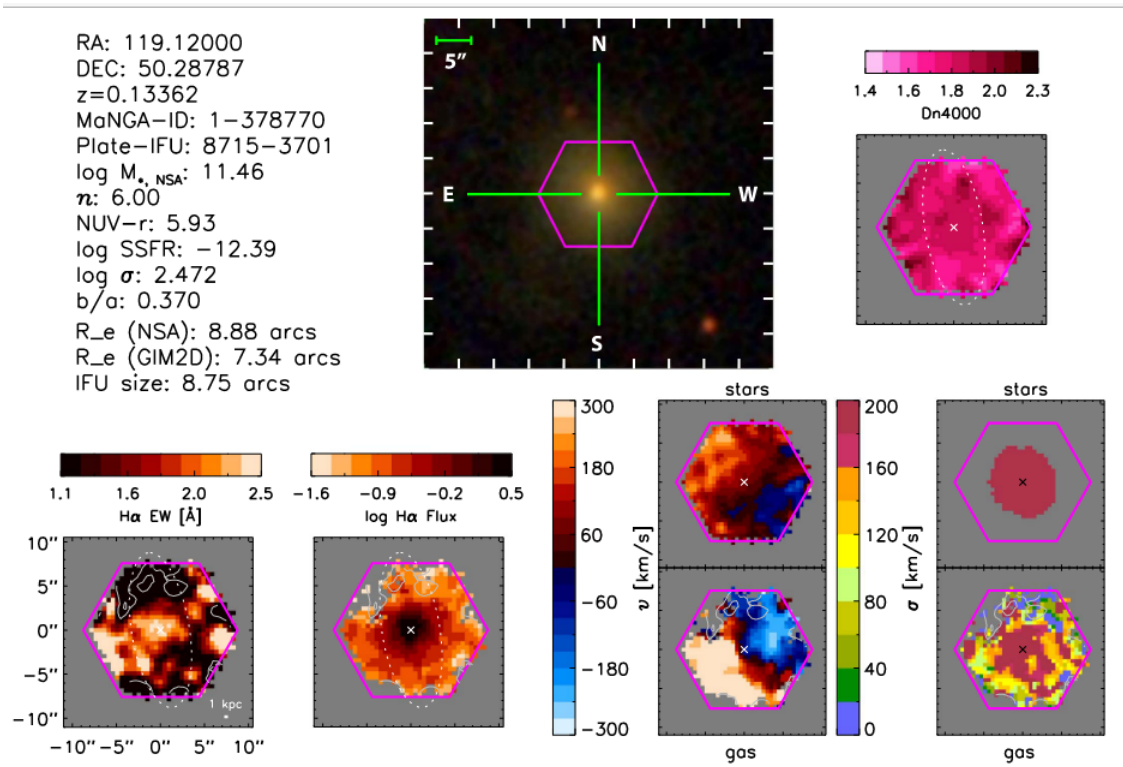 RA: 119.12000
DEC: 50.28787
z=0.13362
MaNGA-ID: 1-378770
Plate-IFU: 8715-3701
log M*, NSA: 11.46
n: 6.00
NUV-r: 5.93
log SSFR: -12.39
log σ: 2.472
b/a: 0.370
R_e (NSA): 8.88 arcs
R_e (GIM2D): 7.34 arcs
IFU size: 8.75 arcs
5"
N
E
W
S
1.4 1.6 1.8 2.0 2.3
Dn4000
1.1 1.6 2.0 2.5
Hα EW [Å]
-1.6 -0.9 -0.2 0.5
log Hα Flux
10"
5"
0"
-5"
-10"
1 kpc
-10" -5" 0" 5" 10"
stars
300
180
60
-60
-180
-300
v [km/s]
gas
stars
200
160
120
80
40
0
σ [km/s]
gas